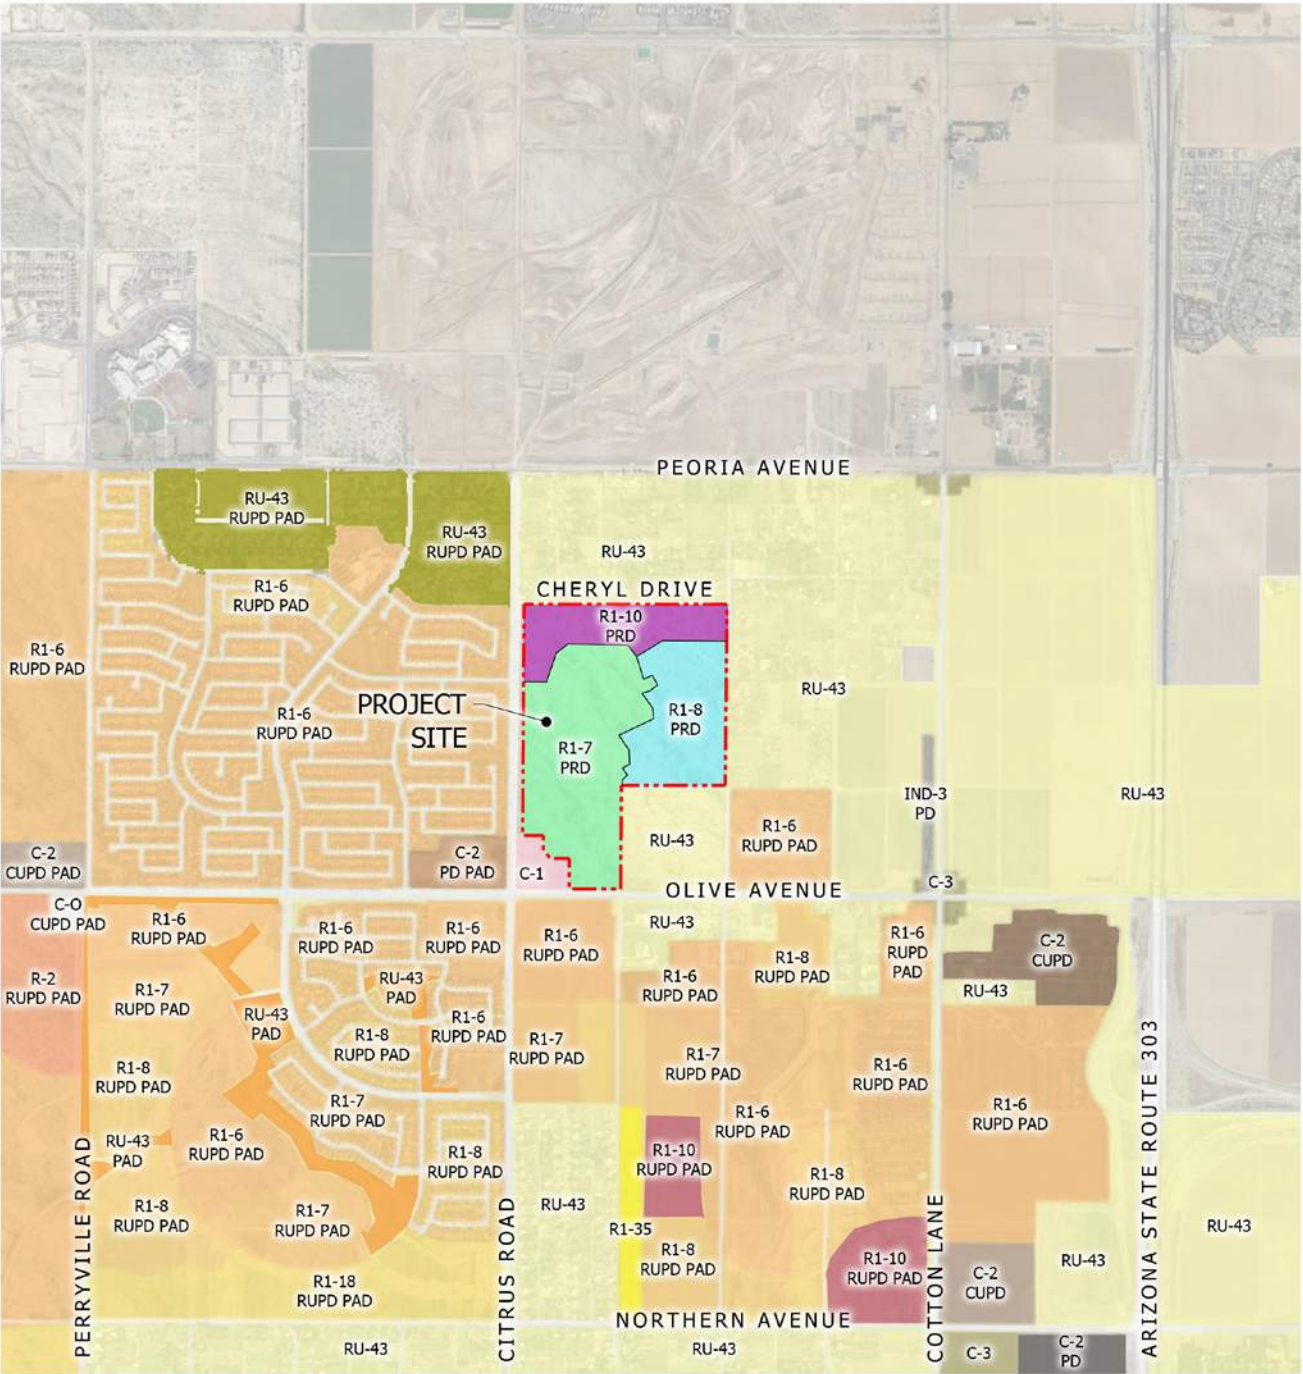 PEORIA AVENUE
RU-43
RUPD PAD
RU-43
RUPD PAD
RU-43
CHERYL DRIVE
R1-6
RUPD PAD
R1-10
PRD
R1-6
RUPD PAD
RU-43
PROJECT
SITE
R1-6
RUPD PAD
R1-8
PRD
R1-7
PRD
IND-3
PD
RU-43
RU-43
R1-6
RUPD PAD
C-2
CUPD PAD
C-2
PD PAD
C-1
C-3
OLIVE AVENUE
C-O
CUPD PAD
R1-6
RUPD PAD
R1-6
RUPD PAD
R1-6
RUPD PAD
R1-6
RUPD PAD
RU-43
R1-6
RUPD
PAD
C-2
CUPD
R-2
RUPD PAD
R1-7
RUPD PAD
RU-43
PAD
R1-6
RUPD PAD
R1-8
RUPD PAD
RU-43
RU-43
PAD
R1-8
RUPD PAD
R1-6
RUPD PAD
R1-7
RUPD PAD
R1-7
RUPD PAD
R1-6
RUPD PAD
R1-8
RUPD PAD
R1-7
RUPD PAD
R1-6
RUPD PAD
R1-6
RUPD PAD
RU-43
PAD
R1-6
RUPD PAD
R1-8
RUPD PAD
R1-10
RUPD PAD
R1-8
RUPD PAD
R1-8
RUPD PAD
R1-7
RUPD PAD
RU-43
R1-35
RU-43
R1-8
RUPD PAD
R1-10
RUPD PAD
RU-43
R1-18
RUPD PAD
C-2
CUPD
NORTHERN AVENUE
RU-43
RU-43
C-3
C-2
PD
PERRYVILLE ROAD
CITRUS ROAD
COTTON LANE
ARIZONA STATE ROUTE 303